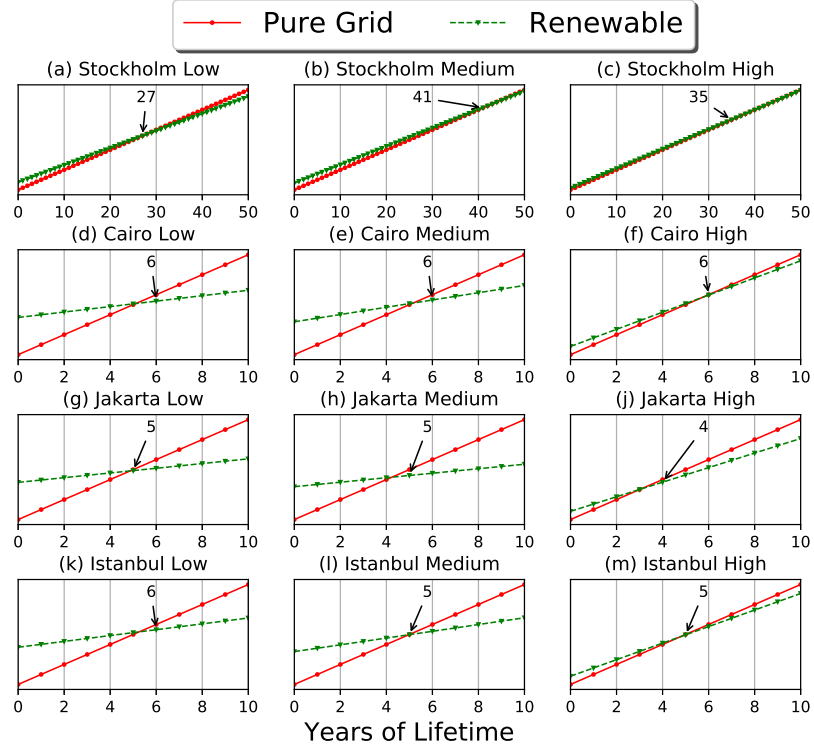 Pure Grid Renewable
(a) Stockholm Low (b) Stockholm Medium (c) Stockholm High
27 41 35
0 10 20 30 40 50 0 10 20 30 40 50 0 10 20 30 40 50
(d) Cairo Low (e) Cairo Medium (f) Cairo High
6 6 6
0 2 4 6 8 10 0 2 4 6 8 10 0 2 4 6 8 10
(g) Jakarta Low (h) Jakarta Medium (j) Jakarta High
5 5 4
0 2 4 6 8 10 0 2 4 6 8 10 0 2 4 6 8 10
(k) Istanbul Low (l) Istanbul Medium (m) Istanbul High
6 5 5
0 2 4 6 8 10 0 2 4 6 8 10 0 2 4 6 8 10
Years of Lifetime